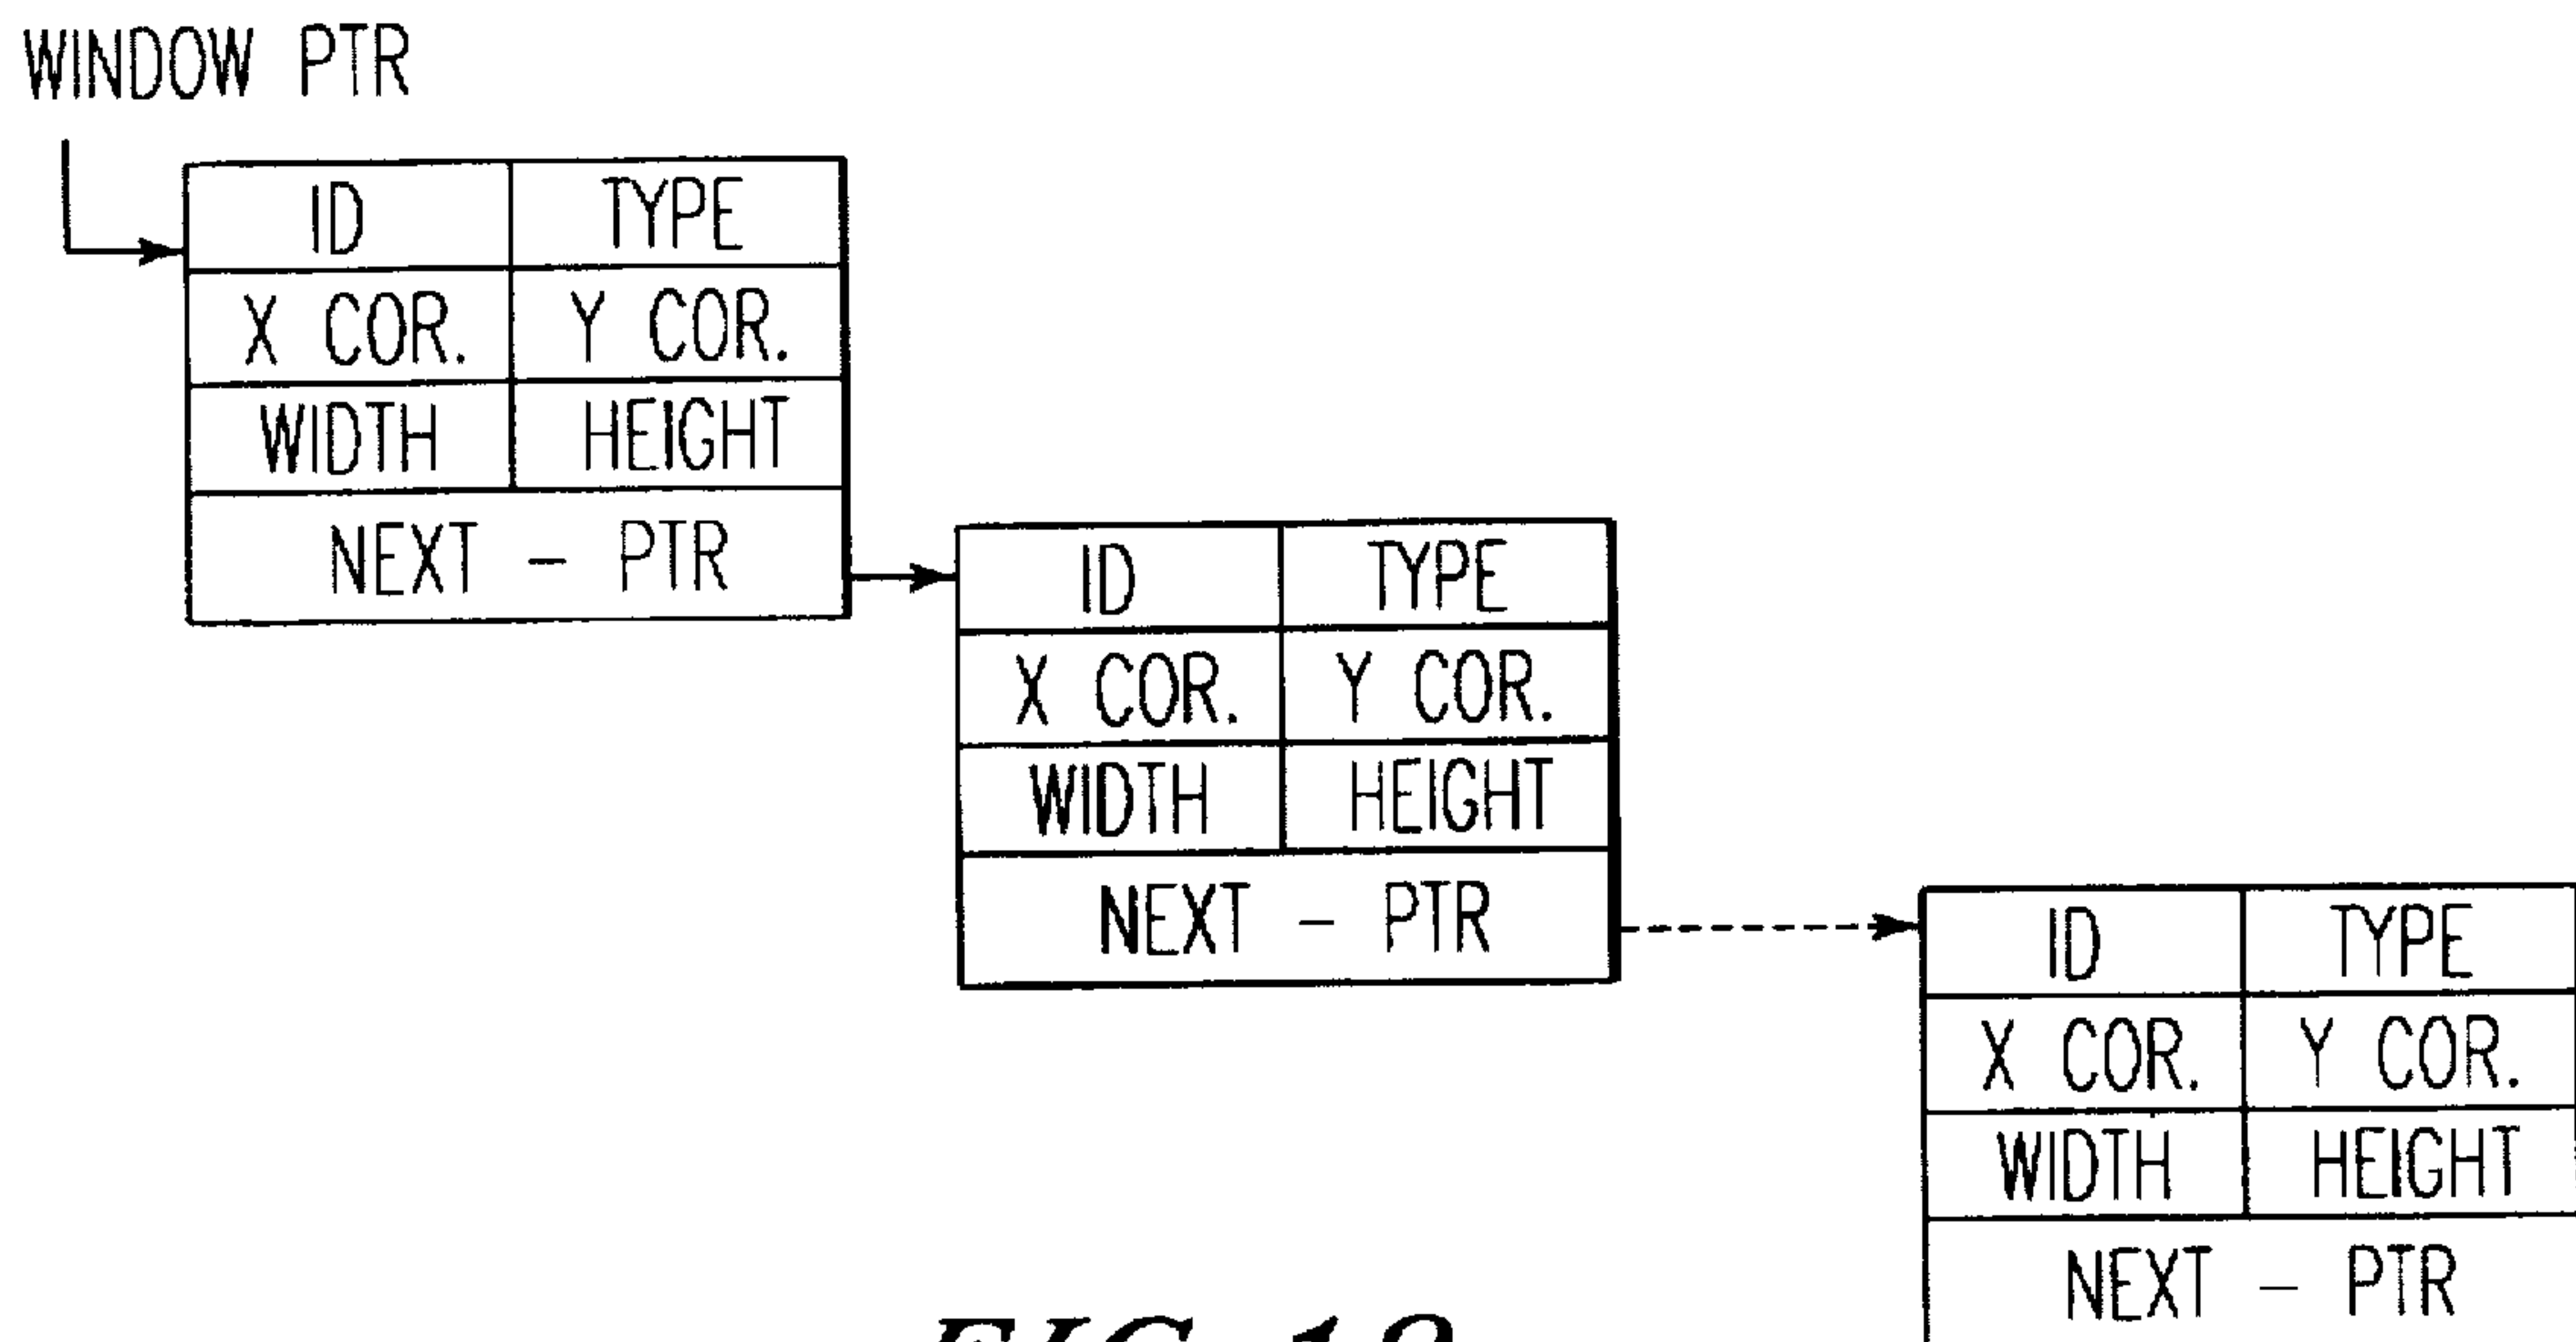 WINDOW PTR
ID TYPE
X COR. Y COR.
WIDTH HEIGHT
NEXT - PTR
ID TYPE
X COR. Y COR.
WIDTH HEIGHT
NEXT - PTR
ID TYPE
X COR. Y COR.
WIDTH HEIGHT
NEXT - PTR